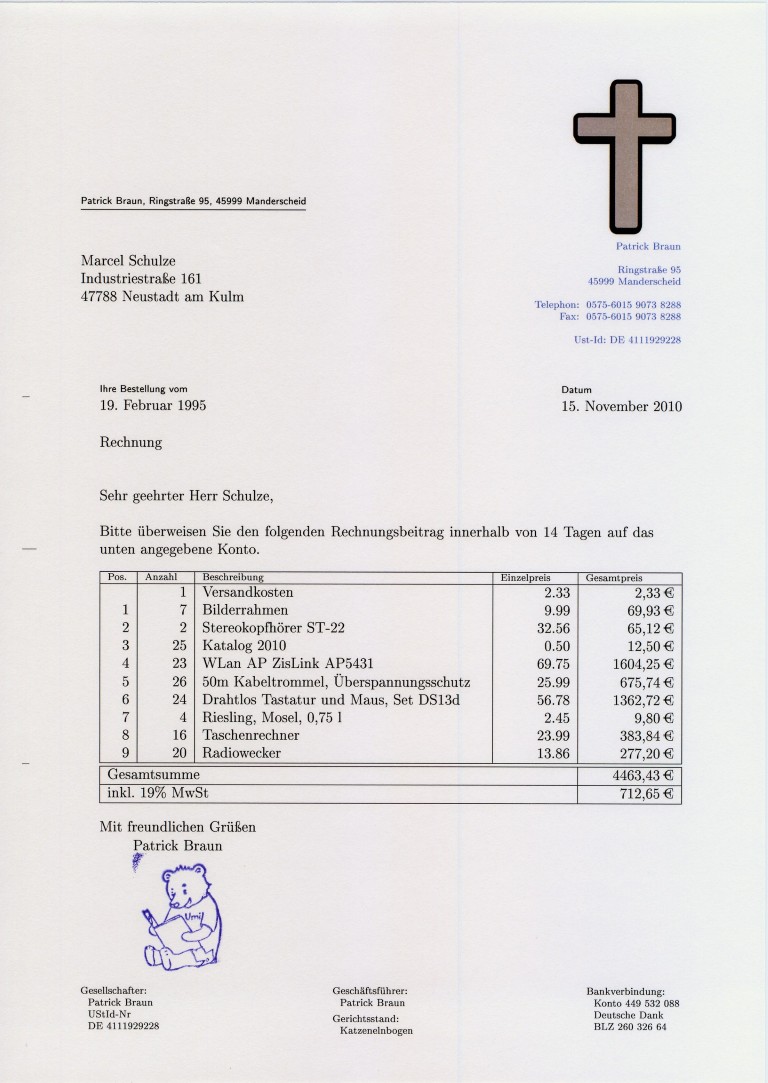 Patrick Braun, Ringstraße 95, 45999 Manderscheid
Marcel Schulze
Industriestraße 161
47788 Neustadt am Kulm
Patrick Braun
Ringstraße 95
45999 Manderscheid
Telephon: 0575-6015 9073 8288
Fax: 0575-6015 9073 8288
Ust-Id: DE 4111929228
Ihre Bestellung vom
19. Februar 1995
Datum
15. November 2010
Rechnung
Sehr geehrter Herr Schulze,
Bitte überweisen Sie den folgenden Rechnungsbeitrag innerhalb von 14 Tagen auf das
unten angegebene Konto.
Pos. Anzahl Beschreibung Einzelpreis Gesamtpreis
1 Versandkosten 2.33 2,33 €
1 7 Bilderrahmen 9.99 69,93 €
2 2 Stereokopfhörer ST-22 32.56 65,12 €
3 25 Katalog 2010 0.50 12,50 €
4 23 WLan AP ZisLink AP5431 69.75 1604,25 €
5 26 50m Kabeltrommel, Überspannungsschutz 25.99 675,74 €
6 24 Drahtlos Tastatur und Maus, Set DS13d 56.78 1362,72 €
7 4 Riesling, Mosel, 0,75 l 2.45 9,80 €
8 16 Taschenrechner 23.99 383,84 €
9 20 Radiowecker 13.86 277,20 €
Gesamtsumme 4463,43 €
inkl. 19% MwSt 712,65 €
Mit freundlichen Grüßen
Patrick Braun
Umil
Gesellschafter:
Patrick Braun
UStId-Nr
DE 4111929228
Geschäftsführer:
Patrick Braun
Gerichtsstand:
Katzenelnbogen
Bankverbindung:
Konto 449 532 088
Deutsche Dank
BLZ 260 326 64